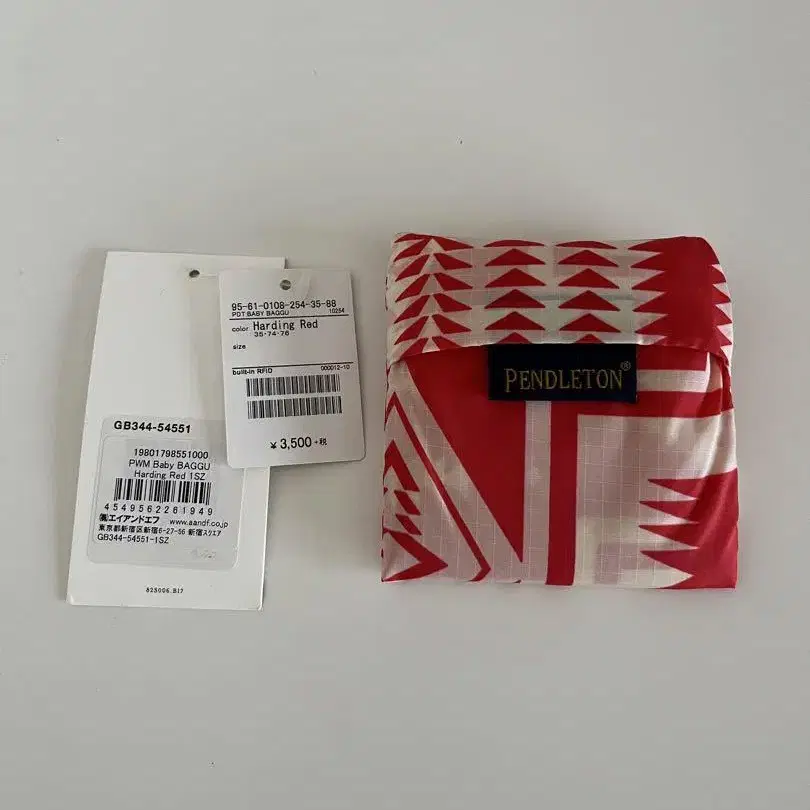 GB344-54551
19801798551000
PWM Baby BAGGU
Harding Red 1SZ
4549562261949
㈱エイアンドエフ www.aandf.co.jp
東京都新宿区新宿6-27-56 新宿スクエア
GB344-54551-1SZ
823006.B17
95-61-0108-254-35-88
PDT BABY BAGGU 10254
color Harding Red
35・74・76
size
built-in RFID 000012-10
¥3,500+税
PENDLETON®